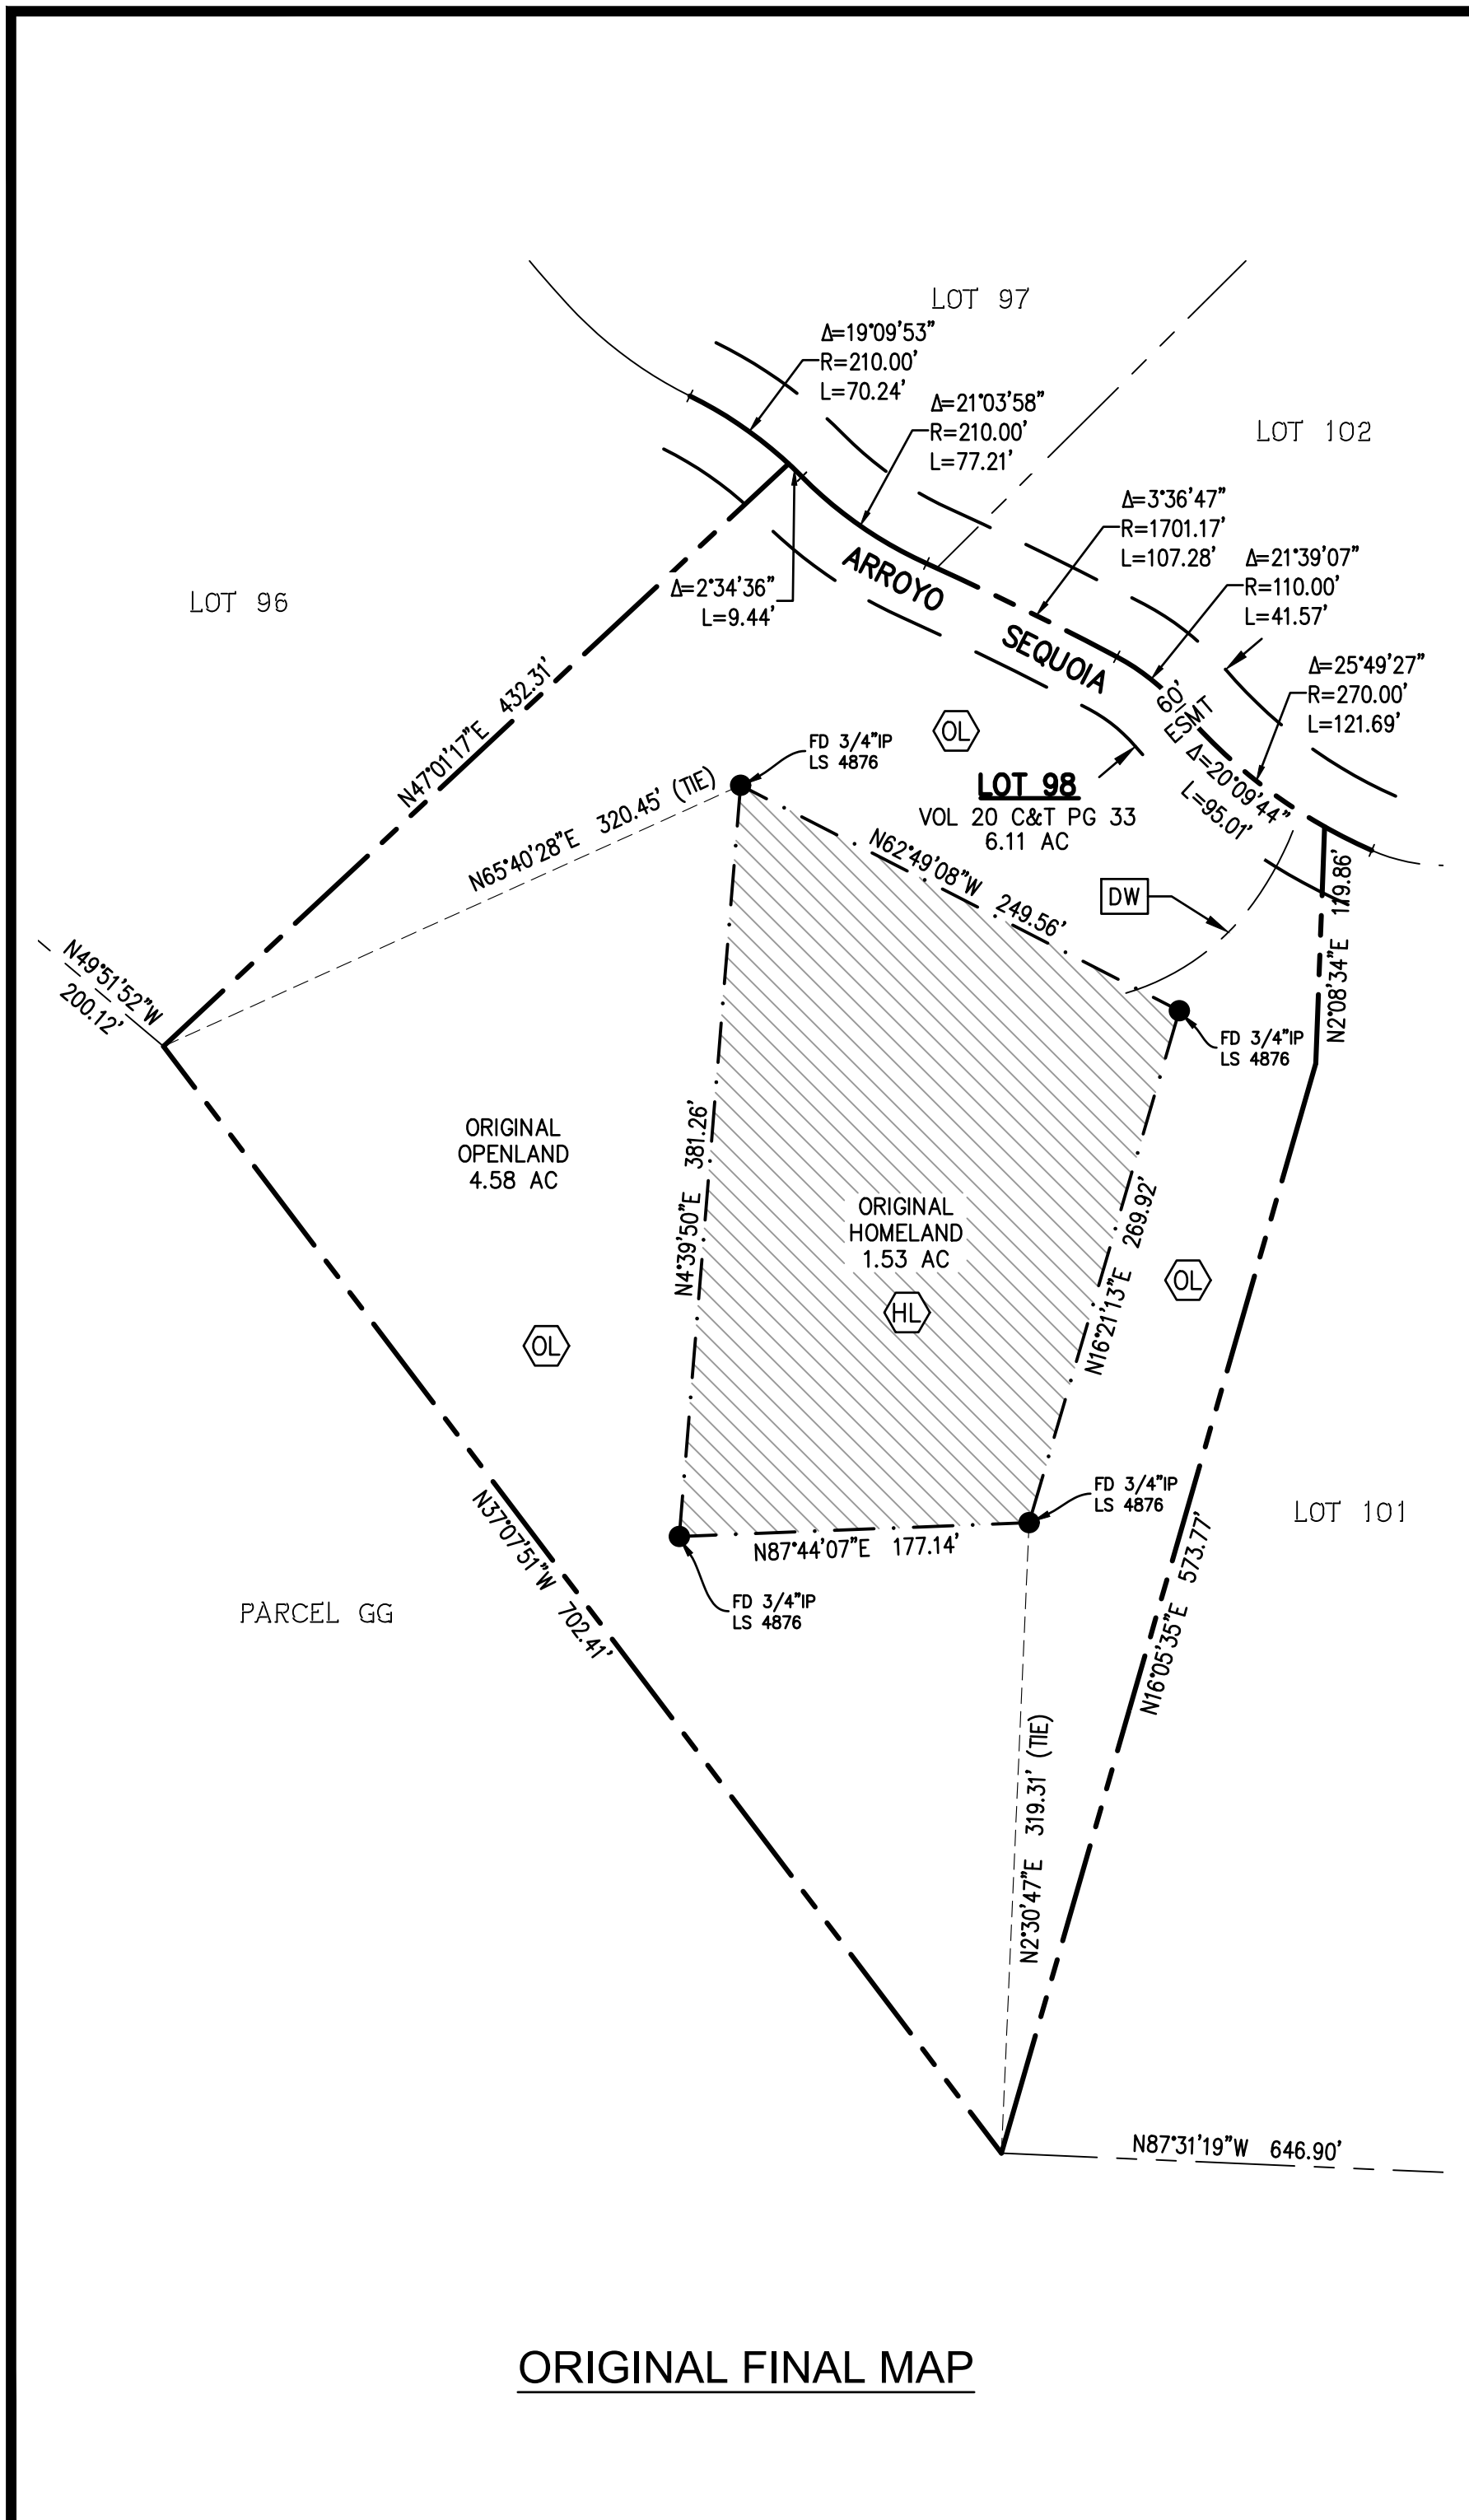 LOT 97
Δ=19°09'53"
R=210.00'
L=70.24'
Δ=21°03'58"
R=210.00'
L=77.21'
LOT 102
Δ=3°36'47"
R=1701.17'
L=107.28'
Δ=21°39'07"
R=110.00'
L=41.57'
LOT 96
Δ=2°34'36"
L=9.44'
ARROYO SEQUOIA
60'
ESMT
Δ=25°49'27"
R=270.00'
L=121.69'
N47°01'17"E 432.31'
FD 3/4"IP
LS 4876
OL
LOT 98
VOL 20 C&T PG 33
6.11 AC
Δ=20°09'44"
L=95.01'
N65°40'28"E 320.45' (TIE)
N62°49'08"W 249.56'
DW
N2°08'34"E 119.86'
N49°51'52"W
200.12'
FD 3/4"IP
LS 4876
ORIGINAL
OPENLAND
4.58 AC
N4°39'50"E 381.26'
ORIGINAL
HOMELAND
1.53 AC
HL
N16°21'13"E 269.92'
OL
OL
FD 3/4"IP
LS 4876
LOT 101
N37°07'51"W 702.41'
N87°44'07"E 177.14'
N16°05'35"E 573.77'
PARCEL GG
FD 3/4"IP
LS 4876
N2°30'47"E 319.31' (TIE)
N87°31'19"W 646.90'
ORIGINAL FINAL MAP